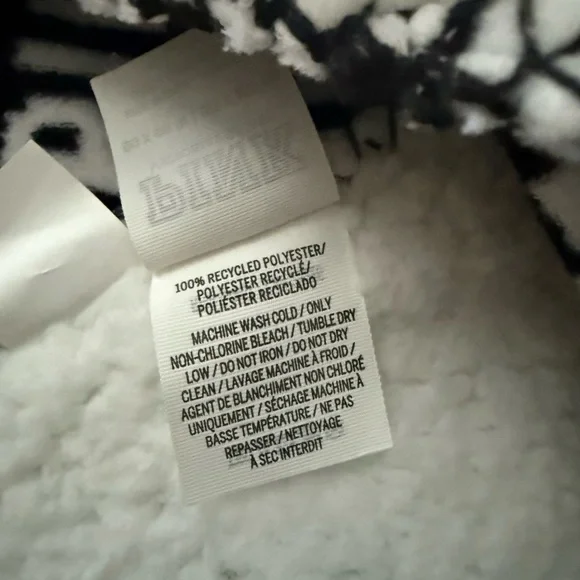 PINK
100% RECYCLED POLYESTER/
POLYESTER RECYCLÉ/
POLIÉSTER RECICLADO
MACHINE WASH COLD / ONLY
NON-CHLORINE BLEACH / TUMBLE DRY
LOW / DO NOT IRON / DO NOT DRY
CLEAN / LAVAGE MACHINE À FROID /
AGENT DE BLANCHIMENT NON CHLORÉ
UNIQUEMENT / SÉCHAGE MACHINE À
BASSE TEMPÉRATURE / NE PAS
REPASSER / NETTOYAGE
À SEC INTERDIT